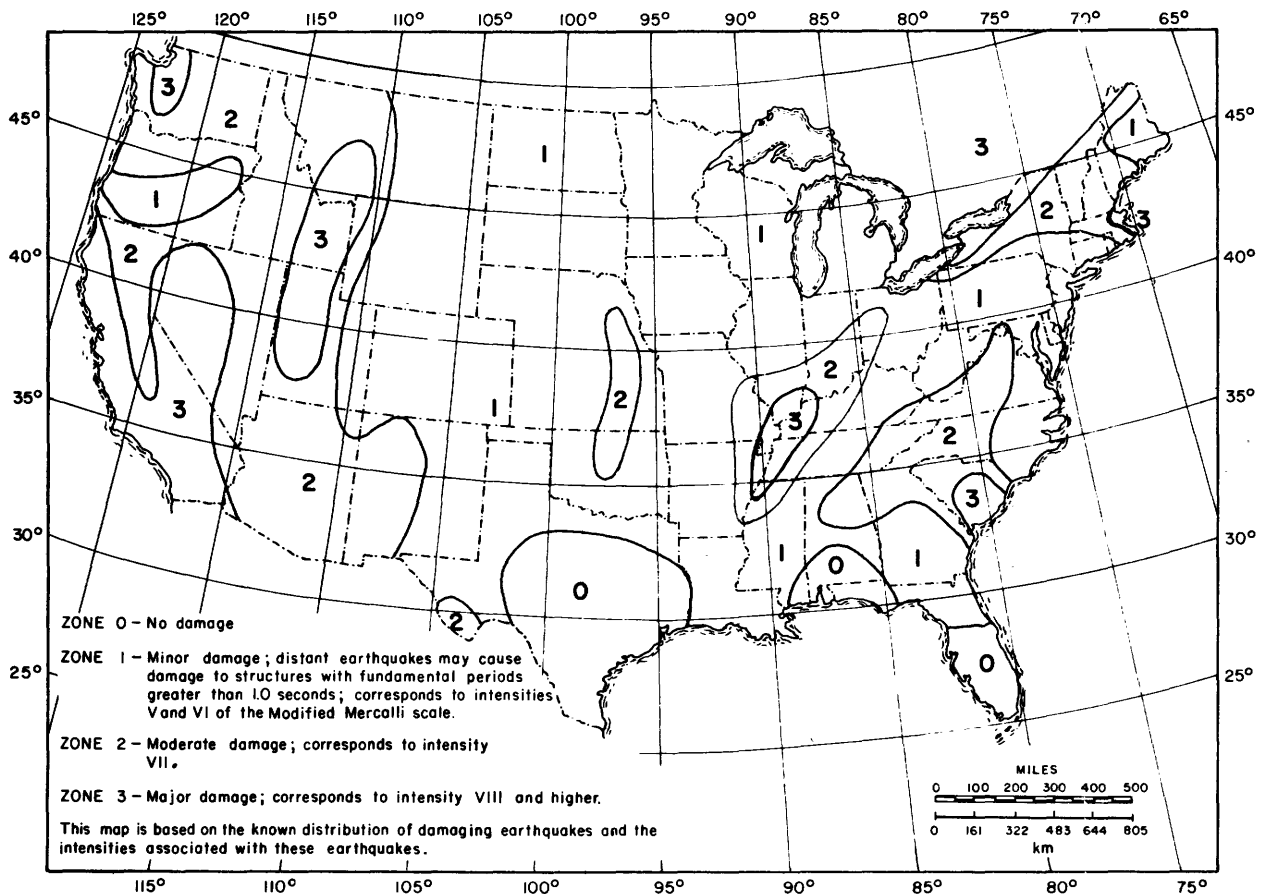 125° 120° 115° 110° 105° 100° 95° 90° 85° 80° 75° 70° 65°
3
2
45° 45°
1
3
1
1
2
1
3
2
3
40° 40°
1
2
2
35° 35°
3
1
2
3
2
2
3
30° 30°
1
0
1
0
2
0
25° 25°
ZONE 0 – No damage
ZONE 1 – Minor damage; distant earthquakes may cause
damage to structures with fundamental periods
greater than 1.0 seconds; corresponds to intensities
V and VI of the Modified Mercalli scale.
ZONE 2 – Moderate damage; corresponds to intensity
VII.
ZONE 3 – Major damage; corresponds to intensity VIII and higher.
This map is based on the known distribution of damaging earthquakes and the
intensities associated with these earthquakes.
MILES
0 100 200 300 400 500
0 161 322 483 644 805
km
115° 110° 105° 100° 95° 90° 85° 80° 75°